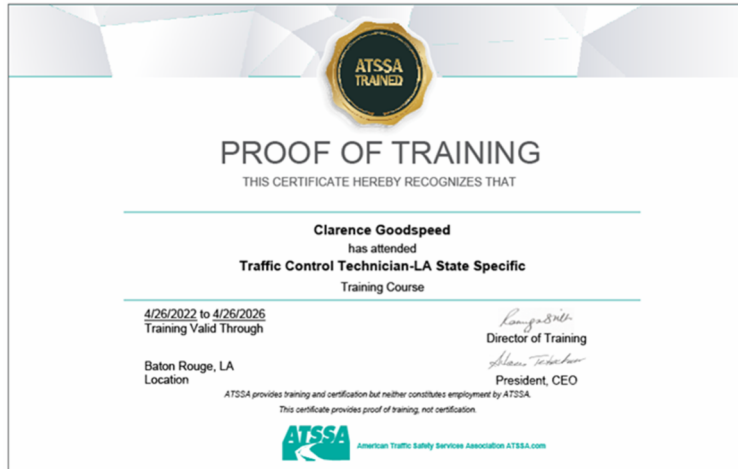 ATSSA
TRAINED
PROOF OF TRAINING
THIS CERTIFICATE HEREBY RECOGNIZES THAT
Clarence Goodspeed
has attended
Traffic Control Technician-LA State Specific
Training Course
4/26/2022 to 4/26/2026
Training Valid Through
Director of Training
Baton Rouge, LA
Location
President, CEO
ATSSA provides training and certification but neither constitutes employment by ATSSA.
This certificate provides proof of training, not certification.
ATSSA
American Traffic Safety Services Association ATSSA.com